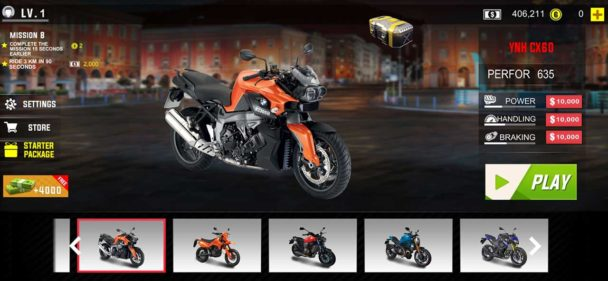 LV. 1
406,211
0
MISSION 8
COMPLETE THE
MISSION 15 SECONDS
EARLIER
2
RIDE 3 KM IN 90
SECONDS
2,000
SETTINGS
STORE
STARTER
PACKAGE
FREE
+4000
YNH CX60
PERFOR 635
POWER
$ 10,000
HANDLING
$ 10,000
BRAKING
$ 10,000
PLAY